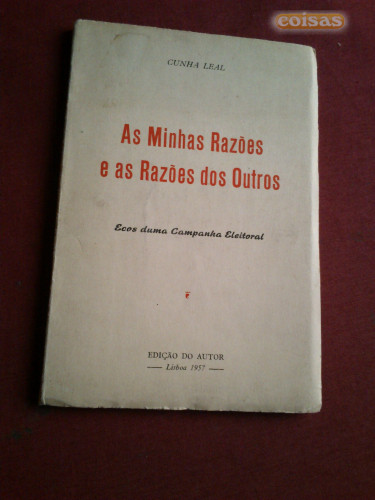 coisas
CUNHA LEAL
As Minhas Razões
e as Razões dos Outros
Ecos duma Campanha Eleitoral
EDIÇÃO DO AUTOR
— Lisboa 1957 —